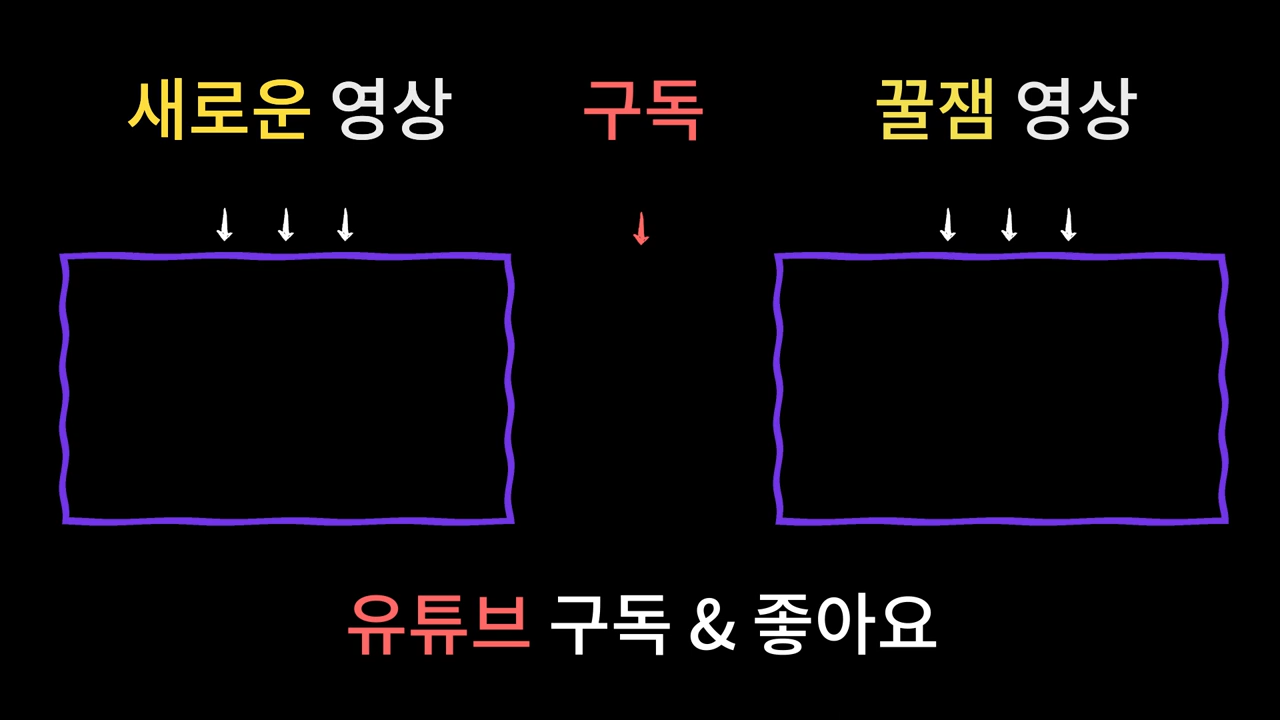 새로운 영상
구독
꿀잼 영상
유튜브 구독 & 좋아요